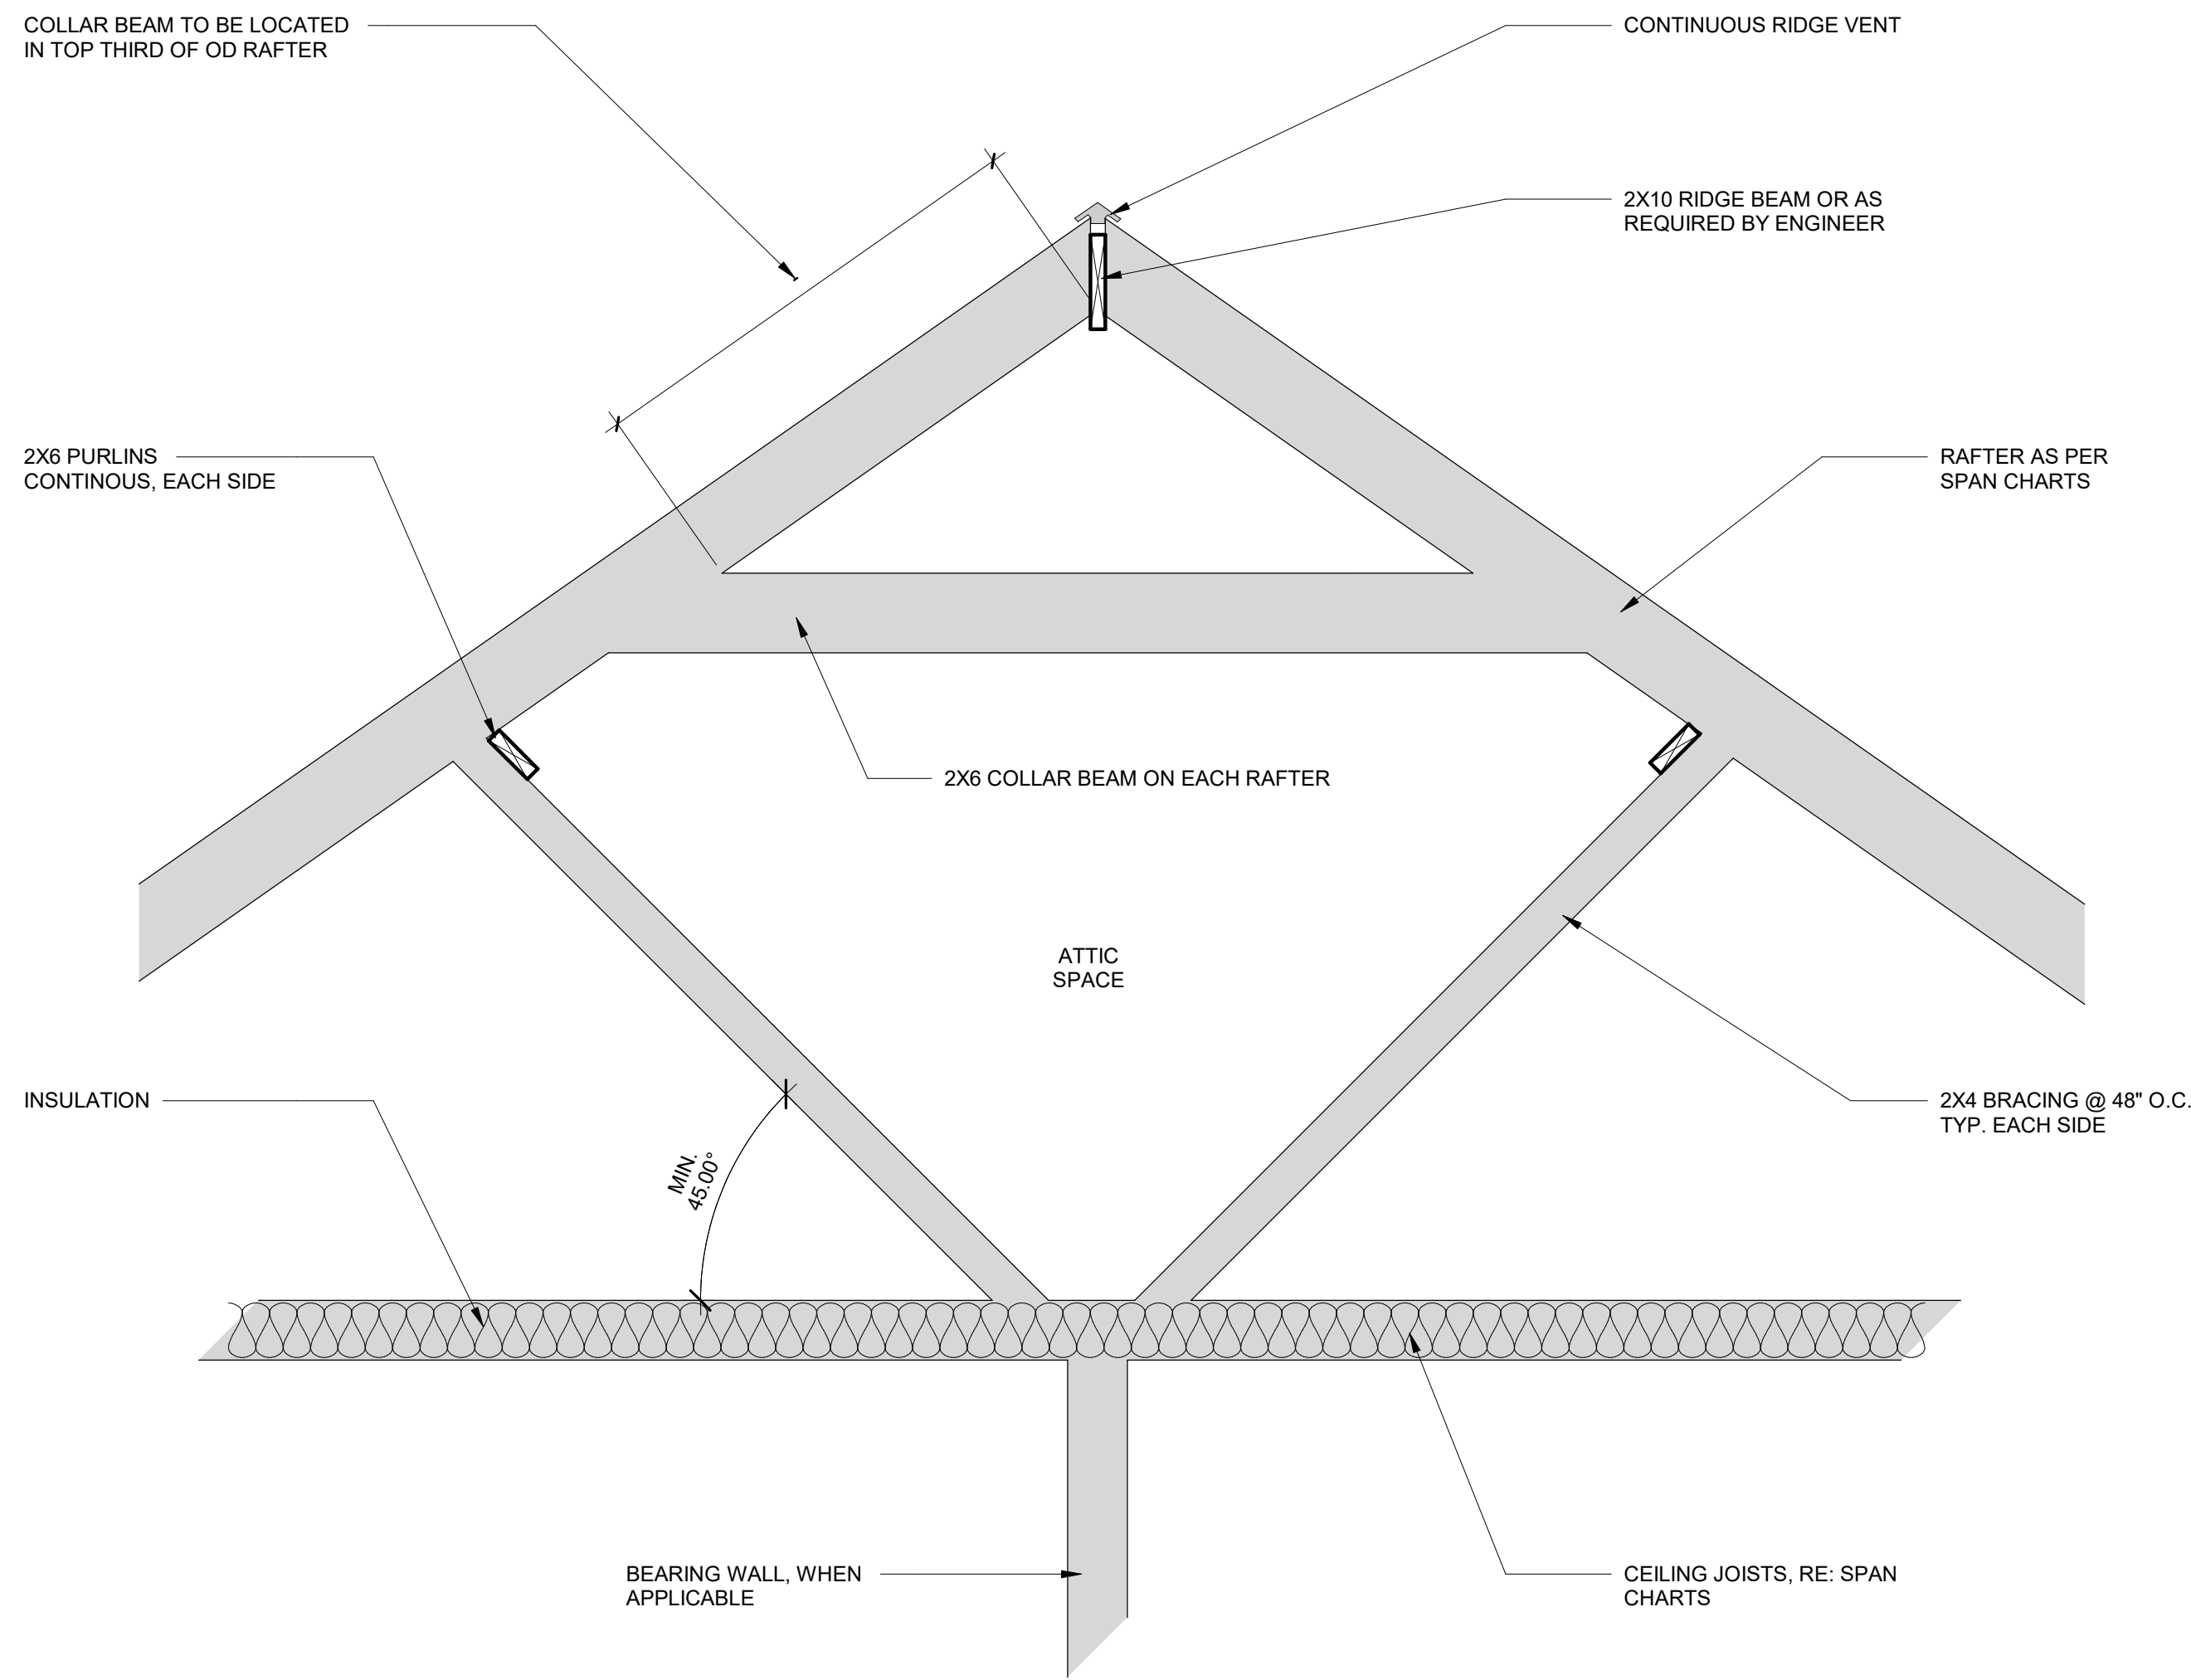 COLLAR BEAM TO BE LOCATED
IN TOP THIRD OF OD RAFTER
CONTINUOUS RIDGE VENT
2X10 RIDGE BEAM OR AS
REQUIRED BY ENGINEER
2X6 PURLINS
CONTINOUS, EACH SIDE
RAFTER AS PER
SPAN CHARTS
2X6 COLLAR BEAM ON EACH RAFTER
ATTIC
SPACE
INSULATION
2X4 BRACING @ 48" O.C.
TYP. EACH SIDE
MIN.
45.00°
BEARING WALL, WHEN
APPLICABLE
CEILING JOISTS, RE: SPAN
CHARTS